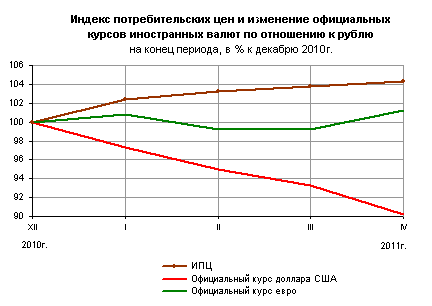 Индекс потребительских цен и изменение официальных
курсов иностранных валют по отношению к рублю
на конец периода, в % к декабрю 2010г.
106
104
102
100
98
96
94
92
90
XII
I
II
III
IV
2010г.
2011г.
ИПЦ
Официальный курс доллара США
Официальный курс евро